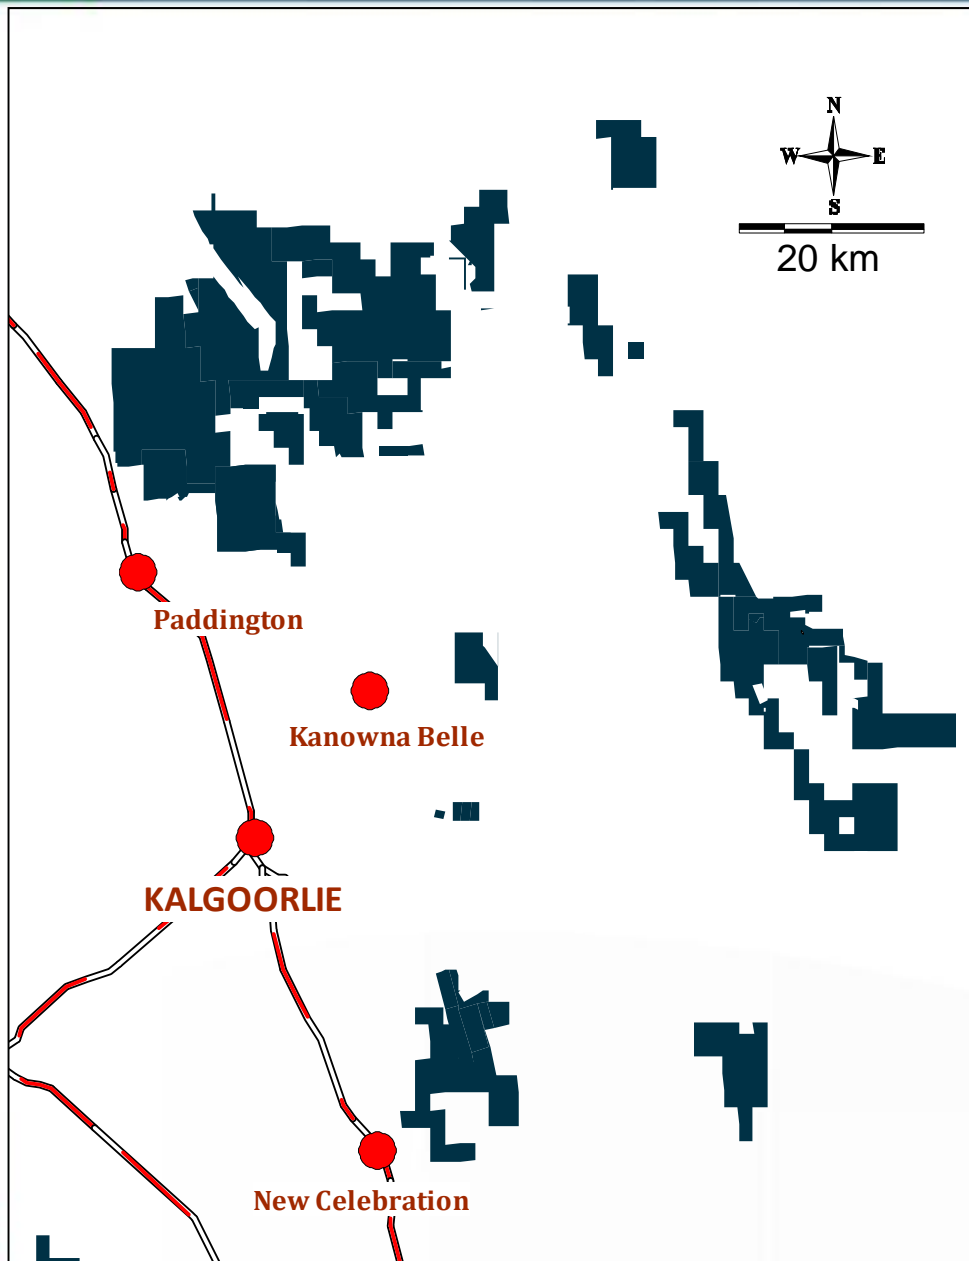 N
W E
S
20 km
Paddington
Kanowna Belle
KALGOORLIE
New Celebration